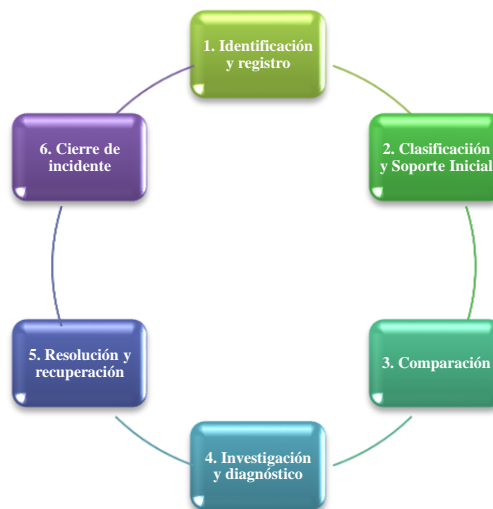 1. Identificación
y registro
2. Clasificaciión
y Soporte Inicial
3. Comparación
4. Investigación
y diagnóstico
5. Resolución y
recuperación
6. Cierre de
incidente